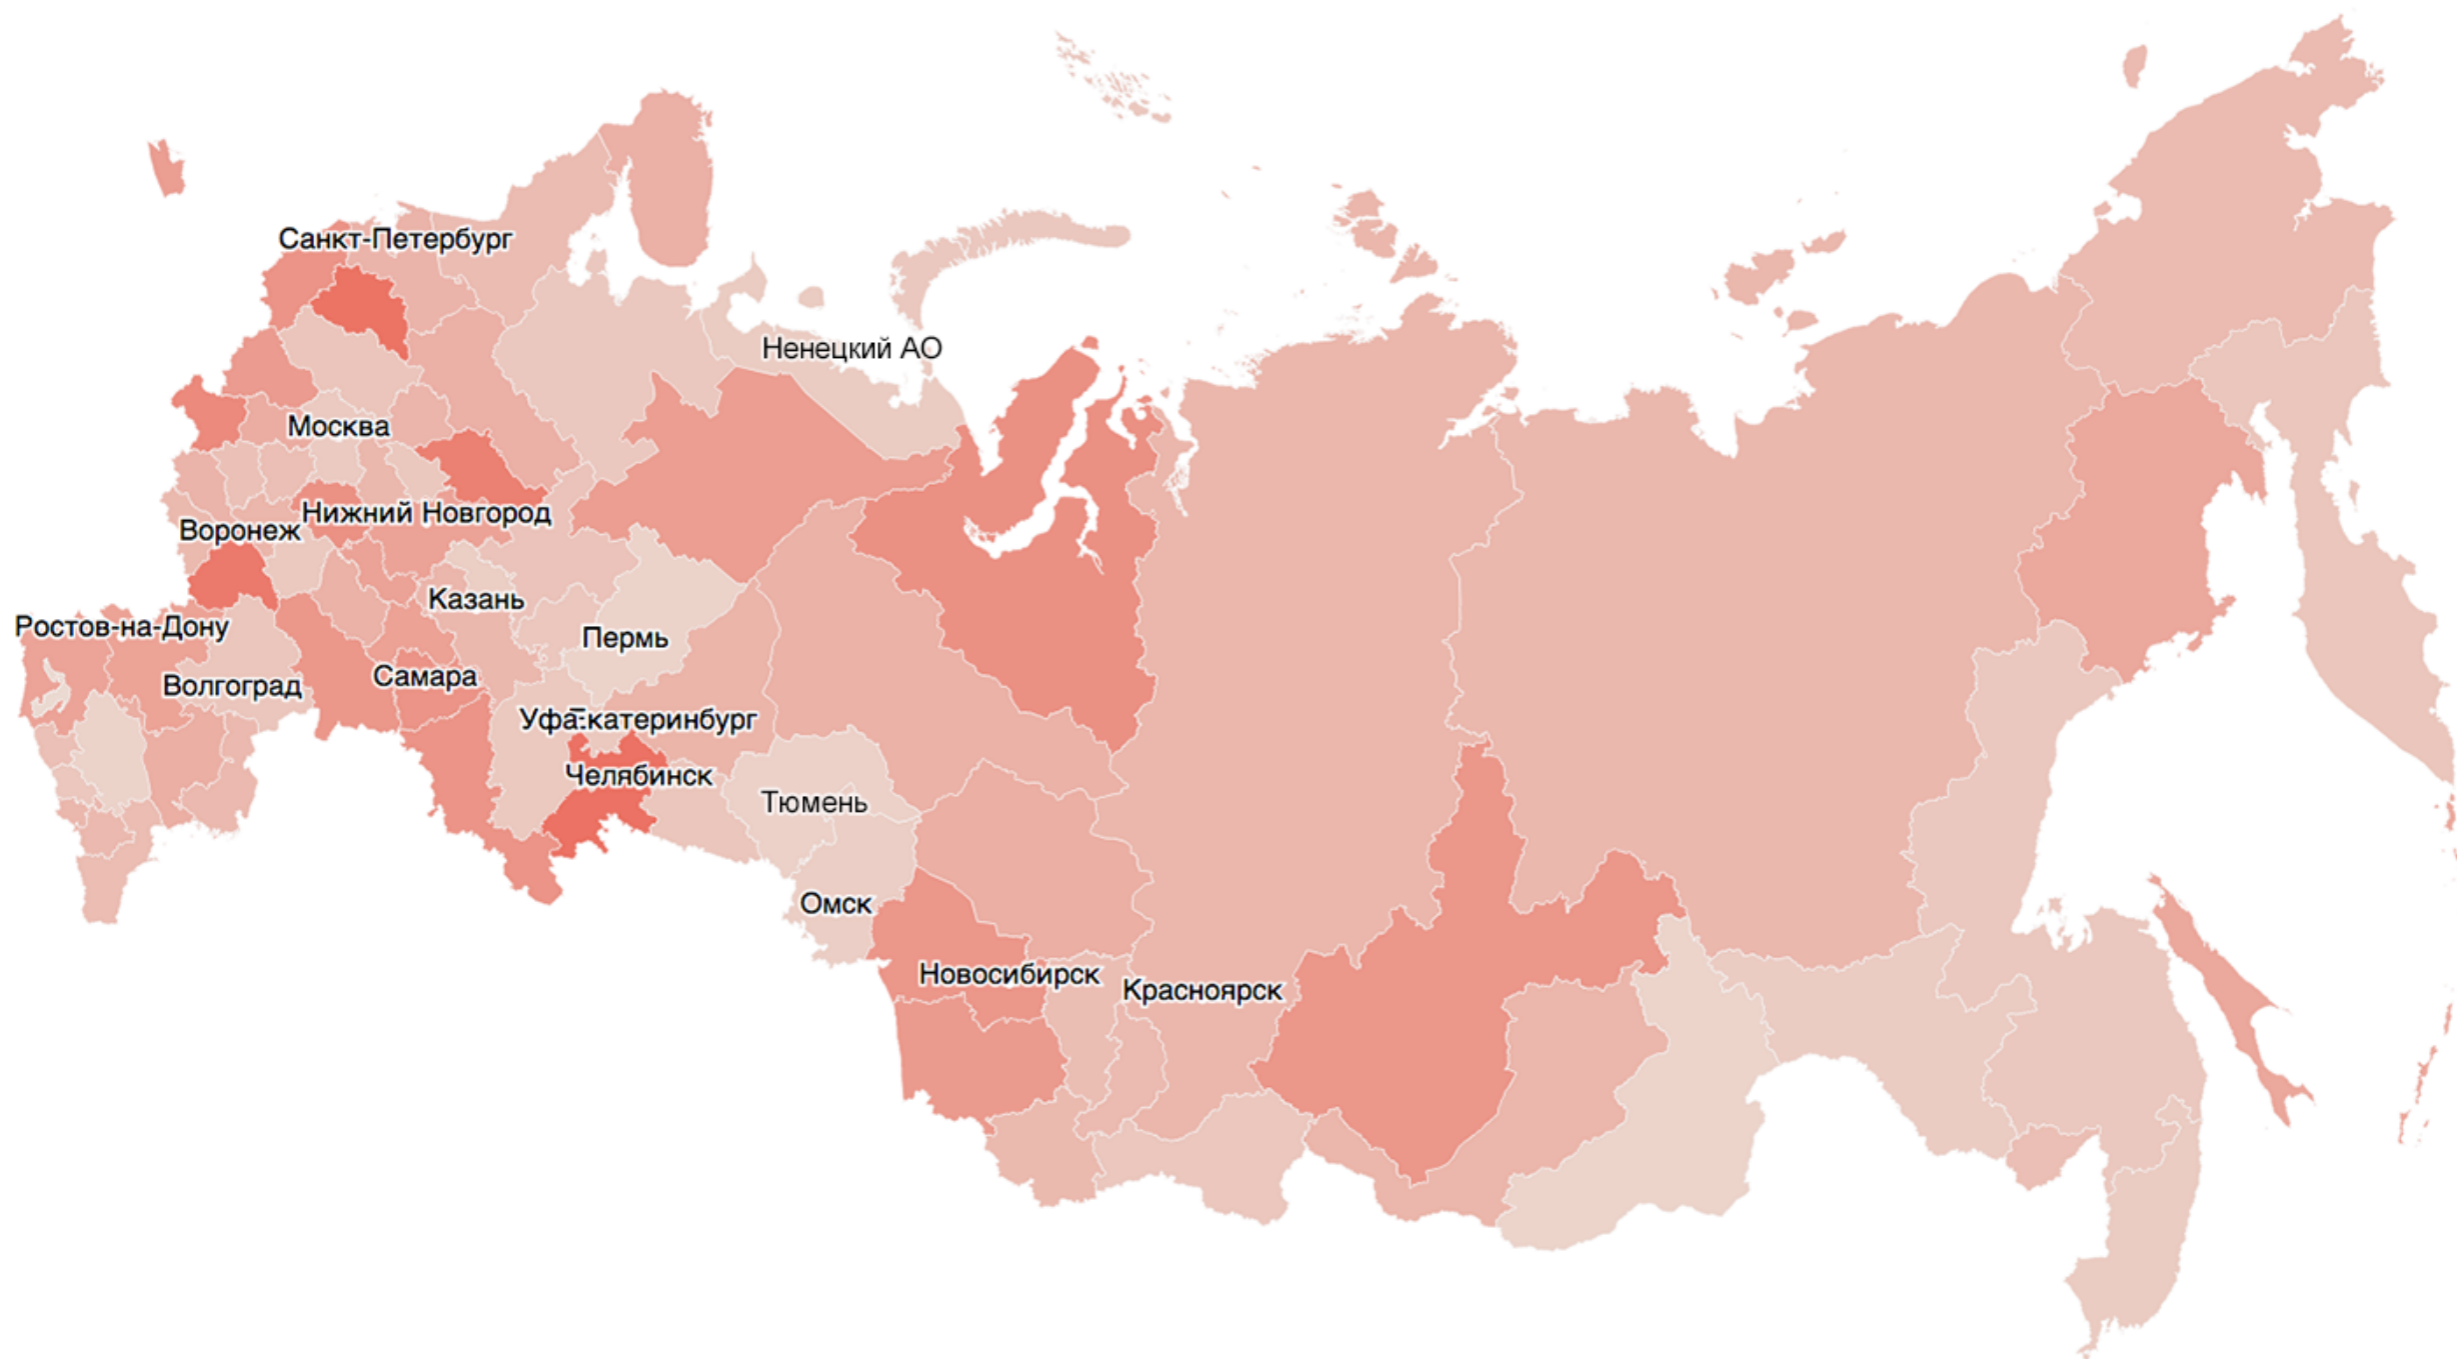 Санкт-Петербург
Ненецкий АО
Москва
Нижний Новгород
Воронеж
Казань
Ростов-на-Дону
Пермь
Самара
Волгоград
Уфа
катеринбург
Челябинск
Тюмень
Омск
Новосибирск
Красноярск